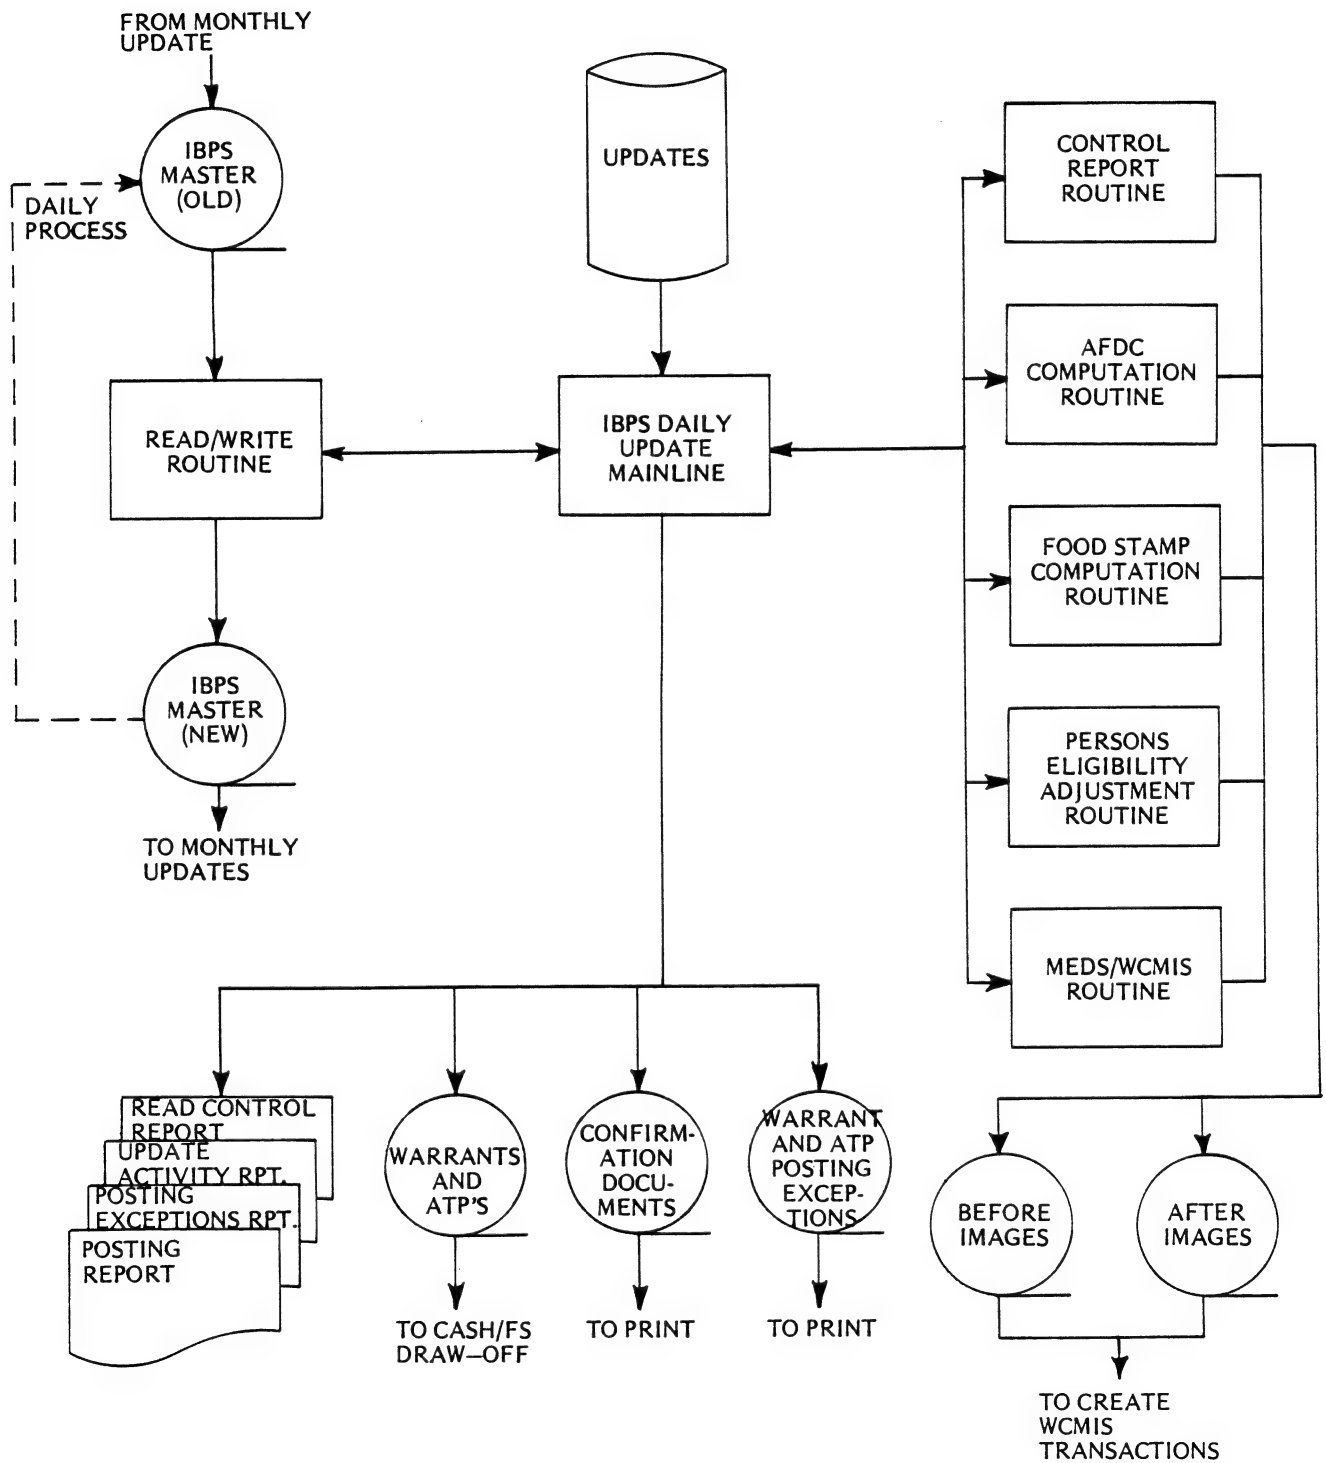 FROM MONTHLY
UPDATE
IBPS
MASTER
(OLD)
DAILY
PROCESS
UPDATES
CONTROL
REPORT
ROUTINE
AFDC
COMPUTATION
ROUTINE
READ/WRITE
ROUTINE
IBPS DAILY
UPDATE
MAINLINE
FOOD STAMP
COMPUTATION
ROUTINE
IBPS
MASTER
(NEW)
PERSONS
ELIGIBILITY
ADJUSTMENT
ROUTINE
TO MONTHLY
UPDATES
MEDS/WCMIS
ROUTINE
READ CONTROL
REPORT
UPDATE
ACTIVITY RPT.
POSTING
EXCEPTIONS RPT.
POSTING
REPORT
WARRANTS
AND
ATP'S
CONFIRM-
ATION
DOCU-
MENTS
WARRANT
AND ATP
POSTING
EXCEP-
TIONS
BEFORE
IMAGES
AFTER
IMAGES
TO CASH/FS
DRAW—OFF
TO PRINT
TO PRINT
TO CREATE
WCMIS
TRANSACTIONS